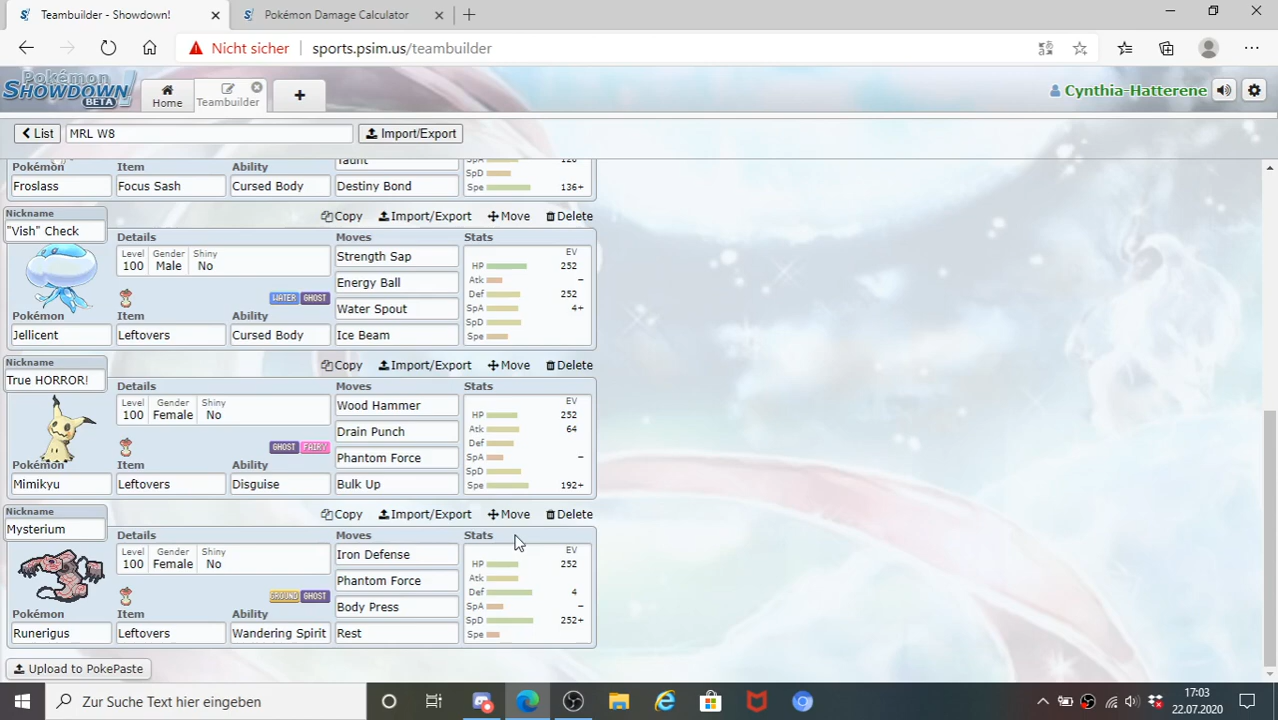 Teambuilder - Showdown!
Pokémon Damage Calculator
Nicht sicher
sports.psim.us/teambuilder
Pokémon
SHOWDOWN!
BETA
Home
Teambuilder
Cynthia-Hatterene
List
MRL W8
Import/Export
Pokémon Item Ability Taunt SpA 120
SpD
Froslass Focus Sash Cursed Body Destiny Bond Spe 136+
Nickname
"Vish" Check
Copy Import/Export Move Delete
Details Moves Stats
Level Gender Shiny
100 Male No
Strength Sap
Energy Ball
Water Spout
Ice Beam
EV
HP 252
Atk –
Def 252
SpA 4+
SpD
Spe
WATER GHOST
Pokémon Item Ability
Jellicent Leftovers Cursed Body
Nickname
True HORROR!
Copy Import/Export Move Delete
Details Moves Stats
Level Gender Shiny
100 Female No
Wood Hammer
Drain Punch
Phantom Force
Bulk Up
EV
HP 252
Atk 64
Def
SpA –
SpD
Spe 192+
GHOST FAIRY
Pokémon Item Ability
Mimikyu Leftovers Disguise
Nickname
Mysterium
Copy Import/Export Move Delete
Details Moves Stats
Level Gender Shiny
100 Female No
Iron Defense
Phantom Force
Body Press
Rest
EV
HP 252
Atk
Def 4
SpA –
SpD 252+
Spe
GROUND GHOST
Pokémon Item Ability
Runerigus Leftovers Wandering Spirit
Upload to PokePaste
Zur Suche Text hier eingeben
17:03
22.07.2020